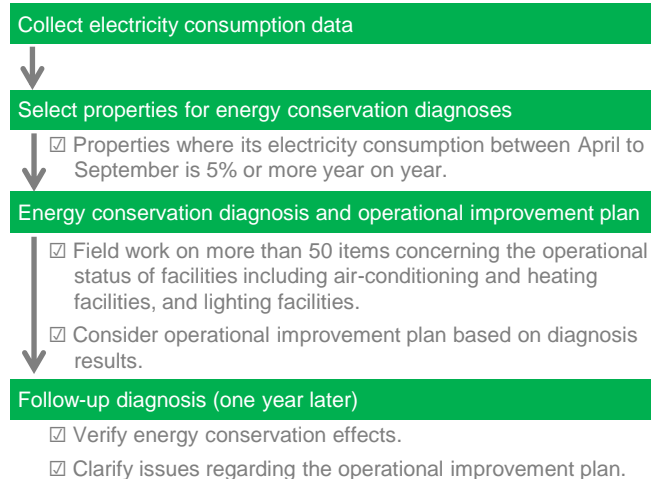 Collect electricity consumption data
Select properties for energy conservation diagnoses
☑ Properties where its electricity consumption between April to
September is 5% or more year on year.
Energy conservation diagnosis and operational improvement plan
☑ Field work on more than 50 items concerning the operational
status of facilities including air-conditioning and heating
facilities, and lighting facilities.
☑ Consider operational improvement plan based on diagnosis
results.
Follow-up diagnosis (one year later)
☑ Verify energy conservation effects.
☑ Clarify issues regarding the operational improvement plan.